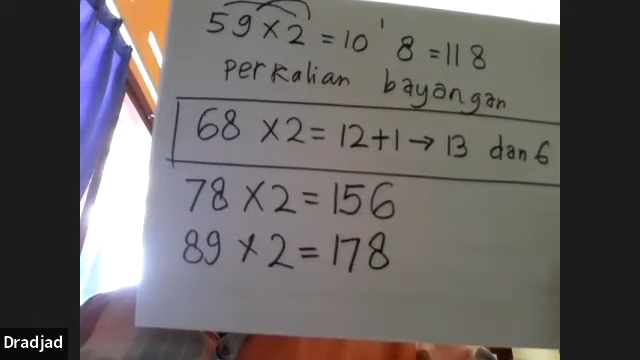 59 × 2 = 10 ' 8 = 118
perkalian bayangan
68 × 2 = 12 + 1 → 13 dan 6
78 × 2 = 156
89 × 2 = 178
Dradjad